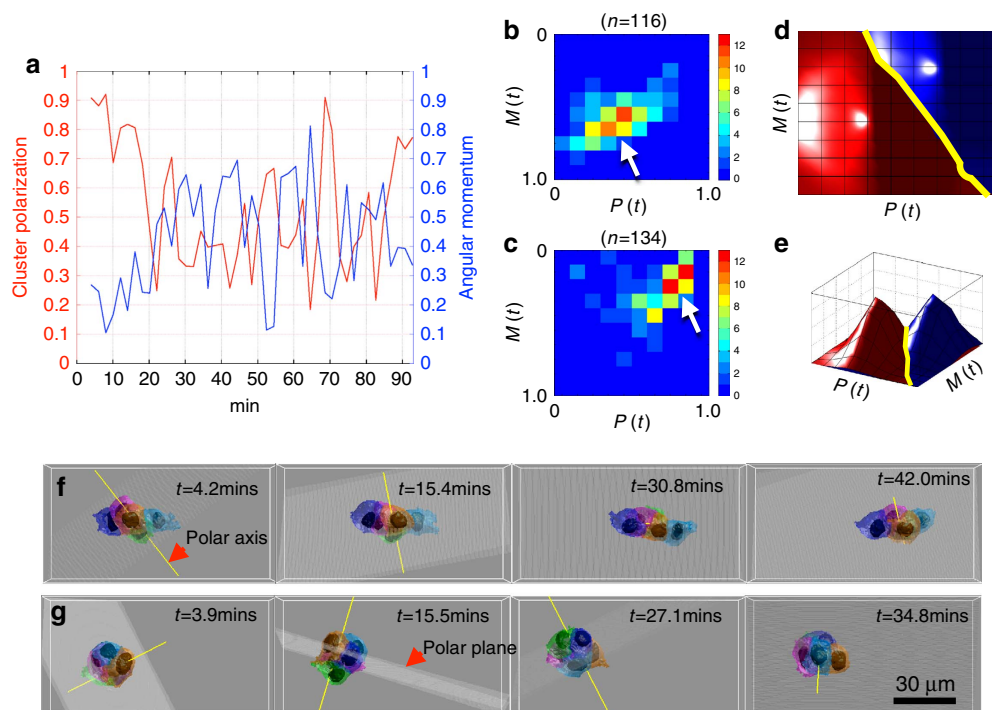 a
Cluster polarization
1
0.9
0.8
0.7
0.6
0.5
0.4
0.3
0.2
0.1
0
0 10 20 30 40 50 60 70 80 90
min
1
0.9
0.8
0.7
0.6
0.5
0.4
0.3
0.2
0.1
0
Angular momentum
b
(n=116)
0
M (t)
1.0
0 1.0
P (t)
12
10
8
6
4
2
0
c
(n=134)
0
M (t)
1.0
0 1.0
P (t)
12
10
8
6
4
2
0
d
M (t)
P (t)
e
P (t)
M (t)
f
t=4.2mins
Polar axis
t=15.4mins
t=30.8mins
t=42.0mins
g
t=3.9mins
t=15.5mins
Polar plane
t=27.1mins
t=34.8mins
30 μm